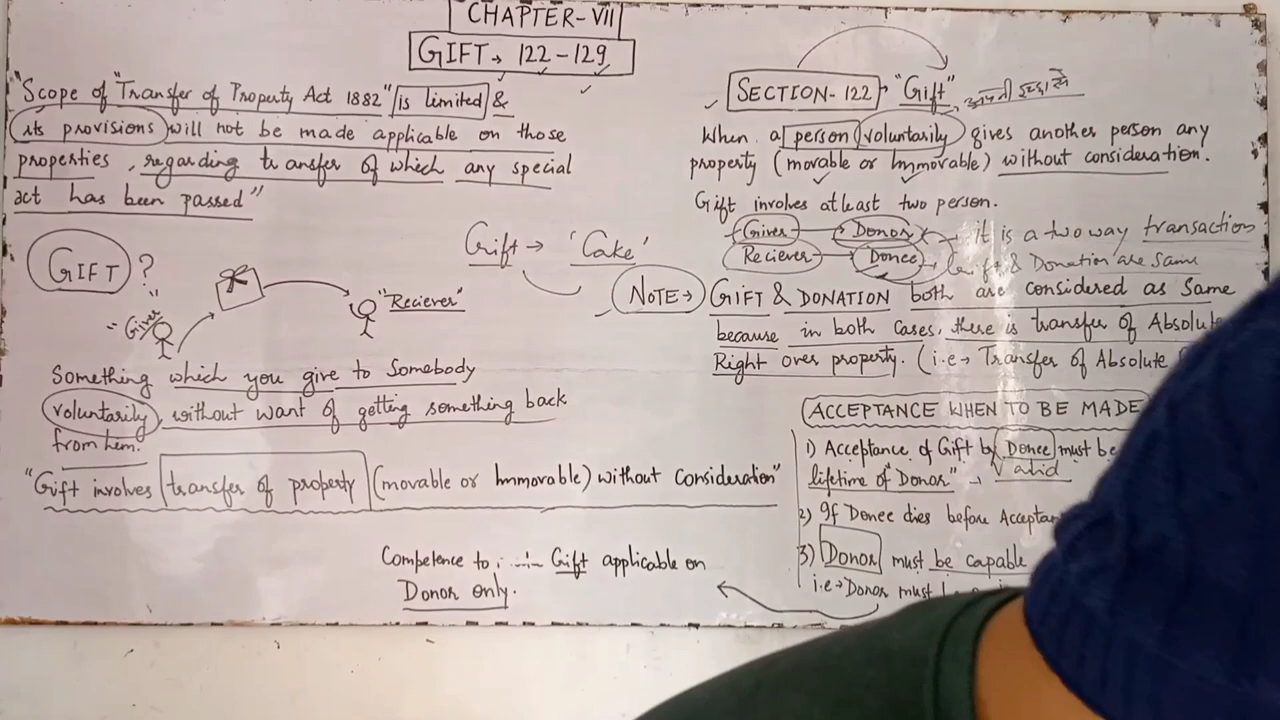 CHAPTER-VII
GIFT → 122-129
"Scope of "Transfer of Property Act 1882" is limited &
its provisions will not be made applicable on those
properties, regarding transfer of which any special
act has been passed"
GIFT ?
"Giver"
"Reciever"
Something which you give to Somebody
voluntarily, without want of getting something back
from hem.
"Gift involves transfer of property (movable or Immovable) without Consideration"
Gift → 'Cake'
Competence to Gift applicable on
Donor only.
SECTION-122 → "Gift"
When a person voluntarily gives another person any
property (movable or Immovable) without consideration.
Gift involves atleast two person.
Giver → Donor → it is a two way transaction
Reciever → Donee → Gift & Donation are same
NOTE → GIFT & DONATION both are considered as Same
because in both Cases, there is transfer of Absolute
Right over property. (i.e → Transfer of Absolute
ACCEPTANCE WHEN TO BE MADE
1) Acceptance of Gift by Donee must be
lifetime of "Donor" → Valid
2) If Donee dies before
3) Donor must be capable
i.e → Donor must